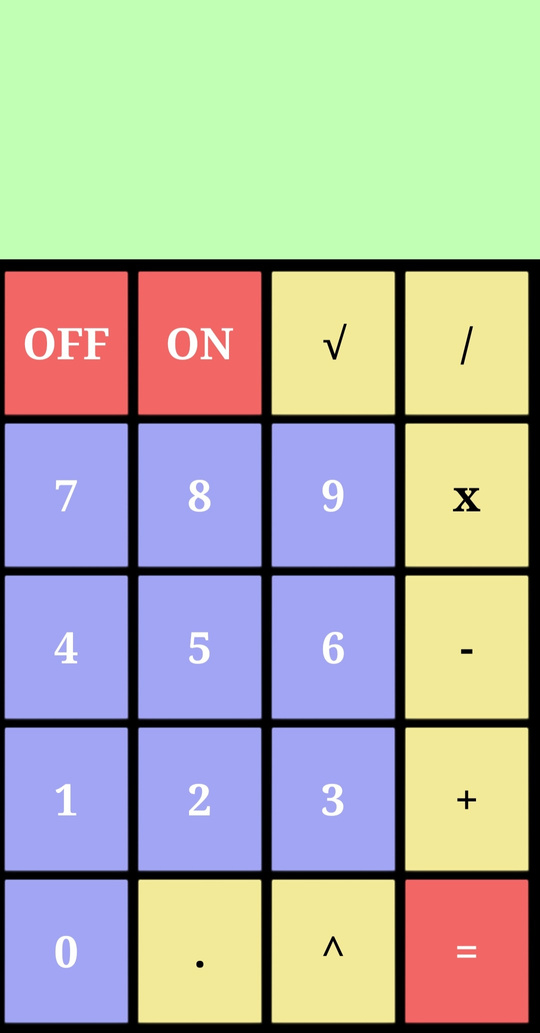 OFF ON √ /
7 8 9 x
4 5 6 -
1 2 3 +
0 . ^ =